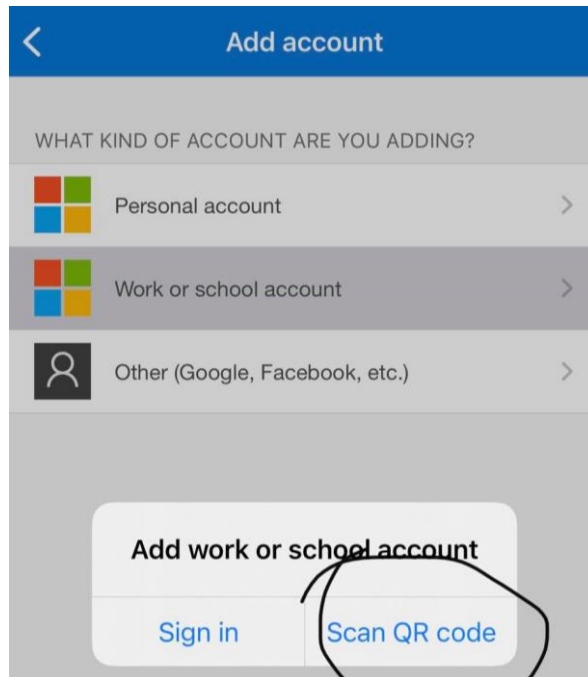 Add account
WHAT KIND OF ACCOUNT ARE YOU ADDING?
Personal account
Work or school account
Other (Google, Facebook, etc.)
Add work or school account
Sign in
Scan QR code